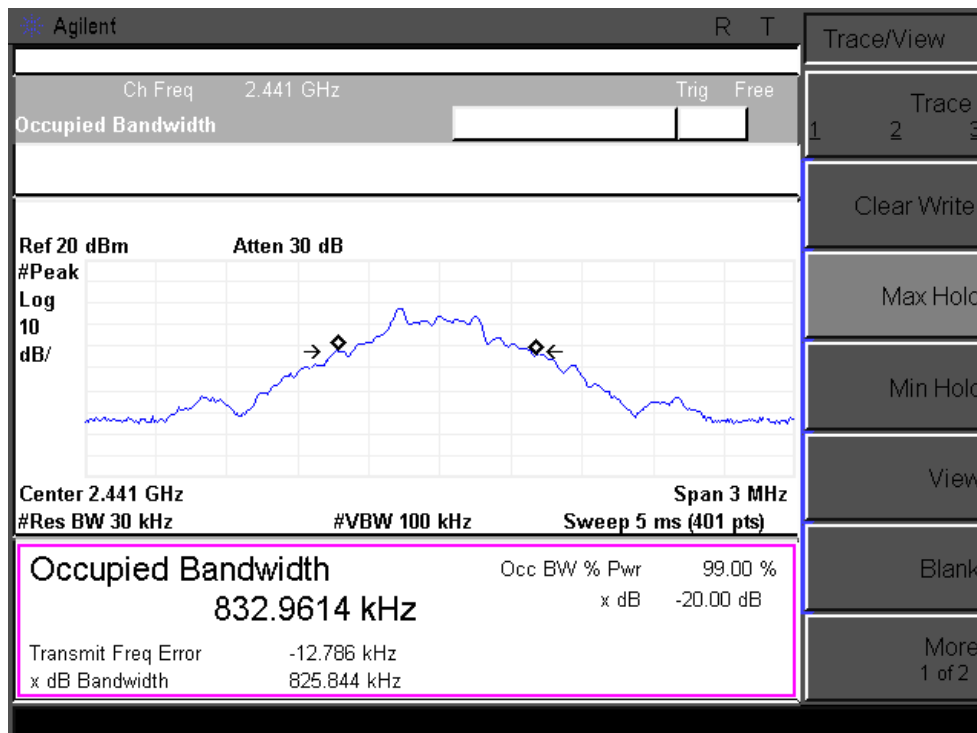 Agilent R T
Trace/View
Ch Freq 2.441 GHz Trig Free
Occupied Bandwidth
Trace
1 2 3
Clear Write
Max Hold
Min Hold
View
Blank
More
1 of 2
Ref 20 dBm Atten 30 dB
#Peak
Log
10
dB/
Center 2.441 GHz Span 3 MHz
#Res BW 30 kHz #VBW 100 kHz Sweep 5 ms (401 pts)
Occupied Bandwidth
832.9614 kHz
Occ BW % Pwr 99.00 %
x dB -20.00 dB
Transmit Freq Error -12.786 kHz
x dB Bandwidth 825.844 kHz